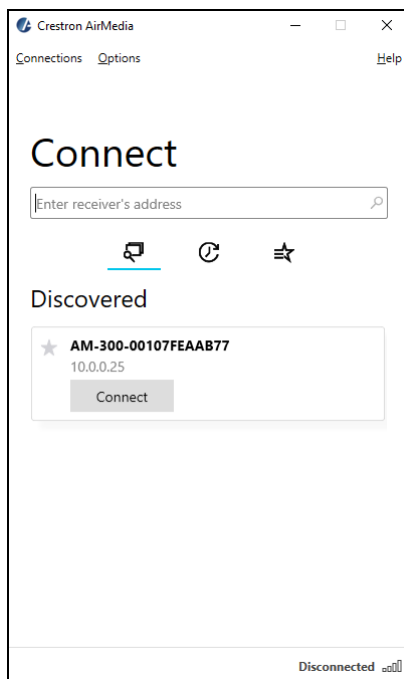 Crestron AirMedia
Connections Options Help
Connect
Enter receiver's address
Discovered
AM-300-00107FEAAB77
10.0.0.25
Connect
Disconnected